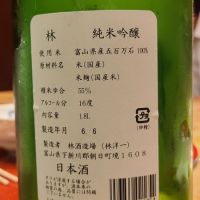 林 純米吟醸
使用米 富山県産五百万石100%
原材料名 米(国産)
米麹(国産米)
精米歩合 55%
アルコール分 16度
内容量 1.8L
製造年月 6.6
製造者 林酒造場(林洋一)
富山県下新川郡朝日町境1608
日本酒